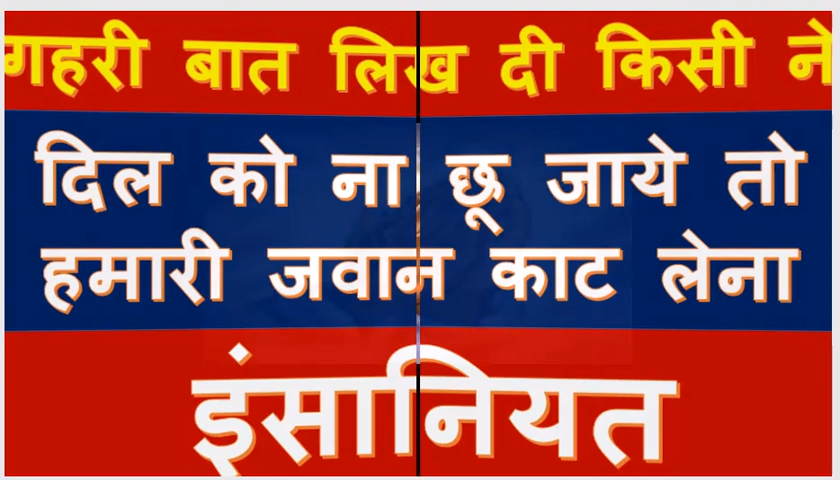 गहरी बात लिख दी किसी ने
दिल को ना छू जाये तो
हमारी जवान काट लेना
इंसानियत